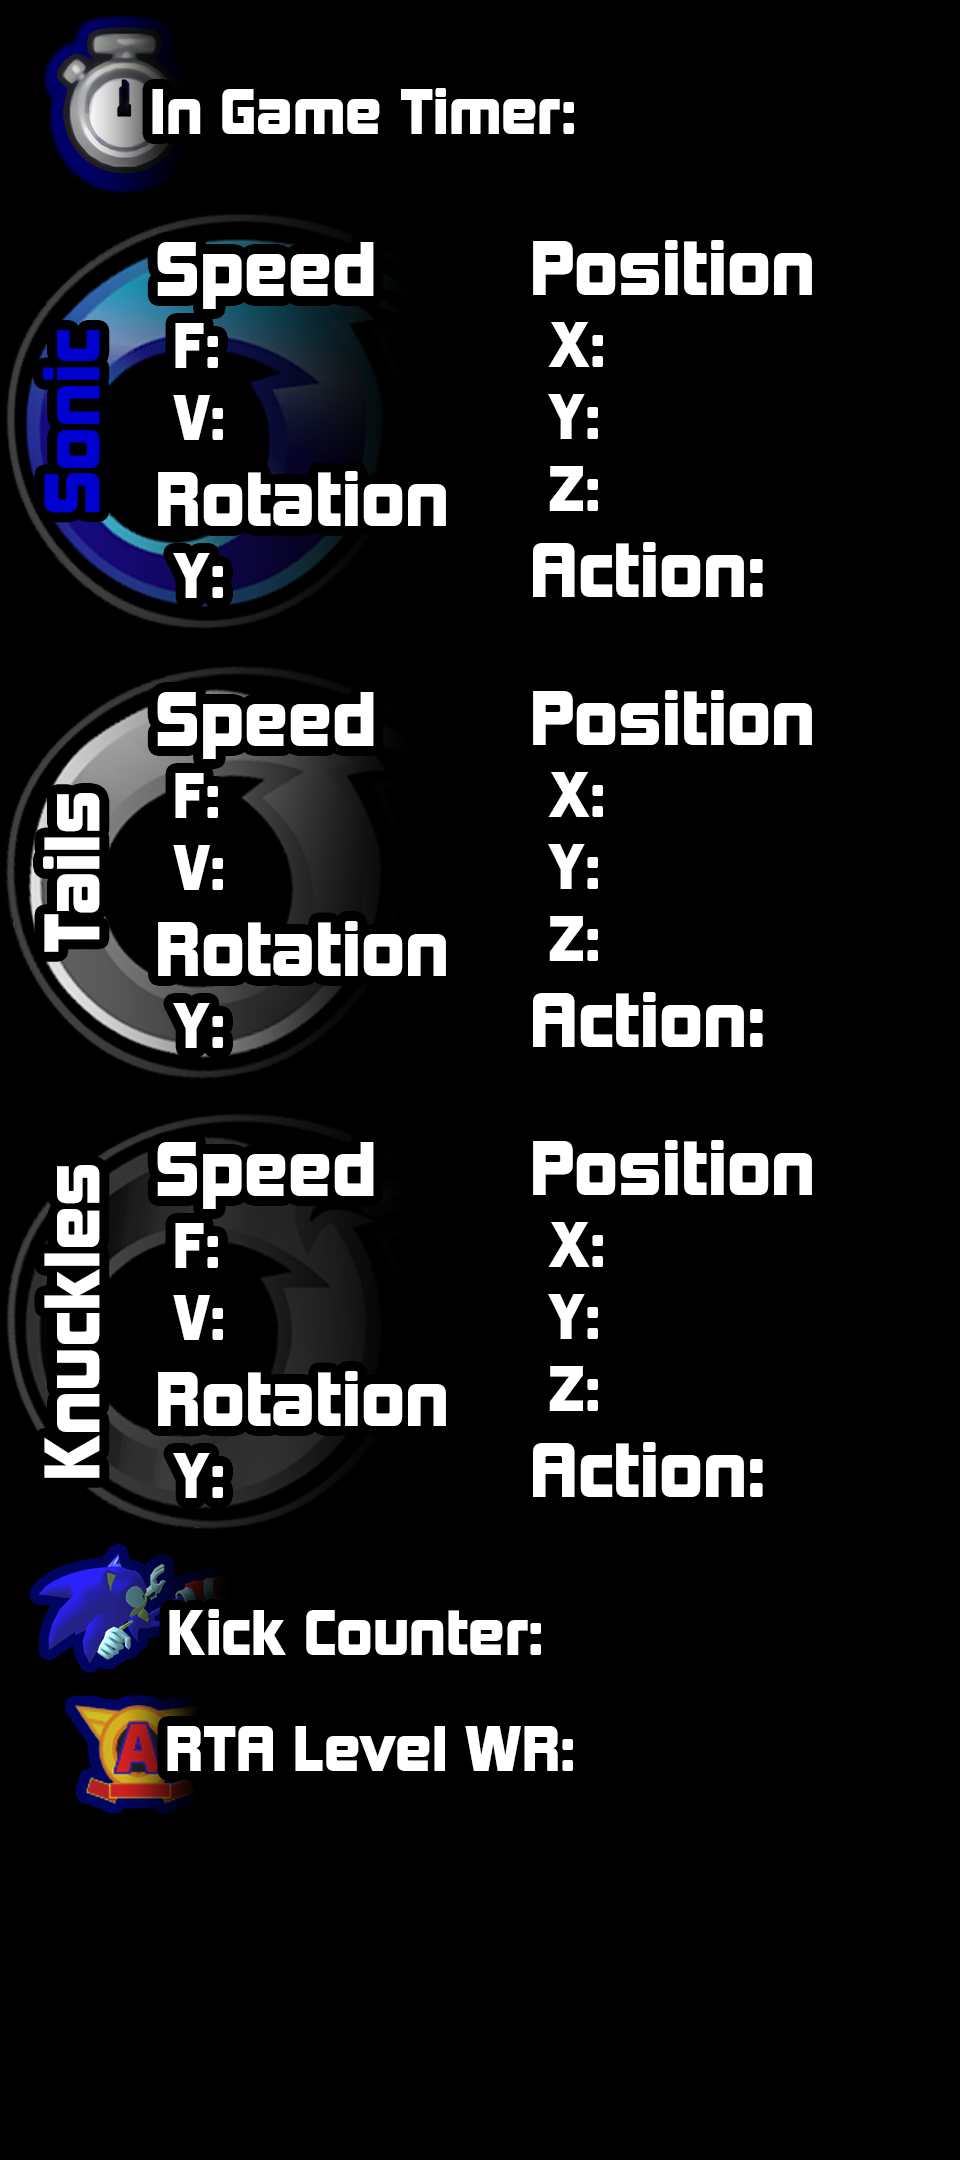 In Game Timer:
Sonic
Speed
F:
V:
Rotation
Y:
Position
X:
Y:
Z:
Action:
Tails
Speed
F:
V:
Rotation
Y:
Position
X:
Y:
Z:
Action:
Knuckles
Speed
F:
V:
Rotation
Y:
Position
X:
Y:
Z:
Action:
Kick Counter:
A
RTA Level WR: